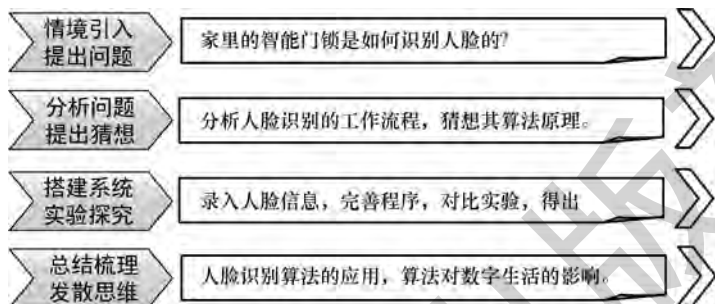 情境引入
提出问题
家里的智能门锁是如何识别人脸的?
分析问题
提出猜想
分析人脸识别的工作流程，猜想其算法原理。
搭建系统
实验探究
录入人脸信息，完善程序，对比实验，得出
总结梳理
发散思维
人脸识别算法的应用，算法对数字生活的影响。